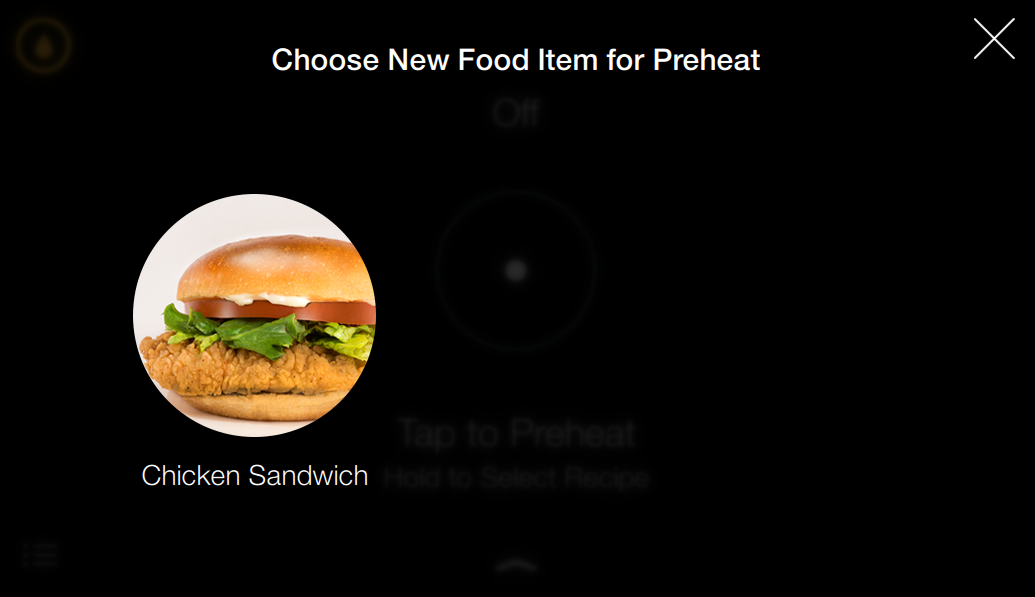 Choose New Food Item for Preheat
Off
Chicken Sandwich
Tap to Preheat
Hold to Select Recipe